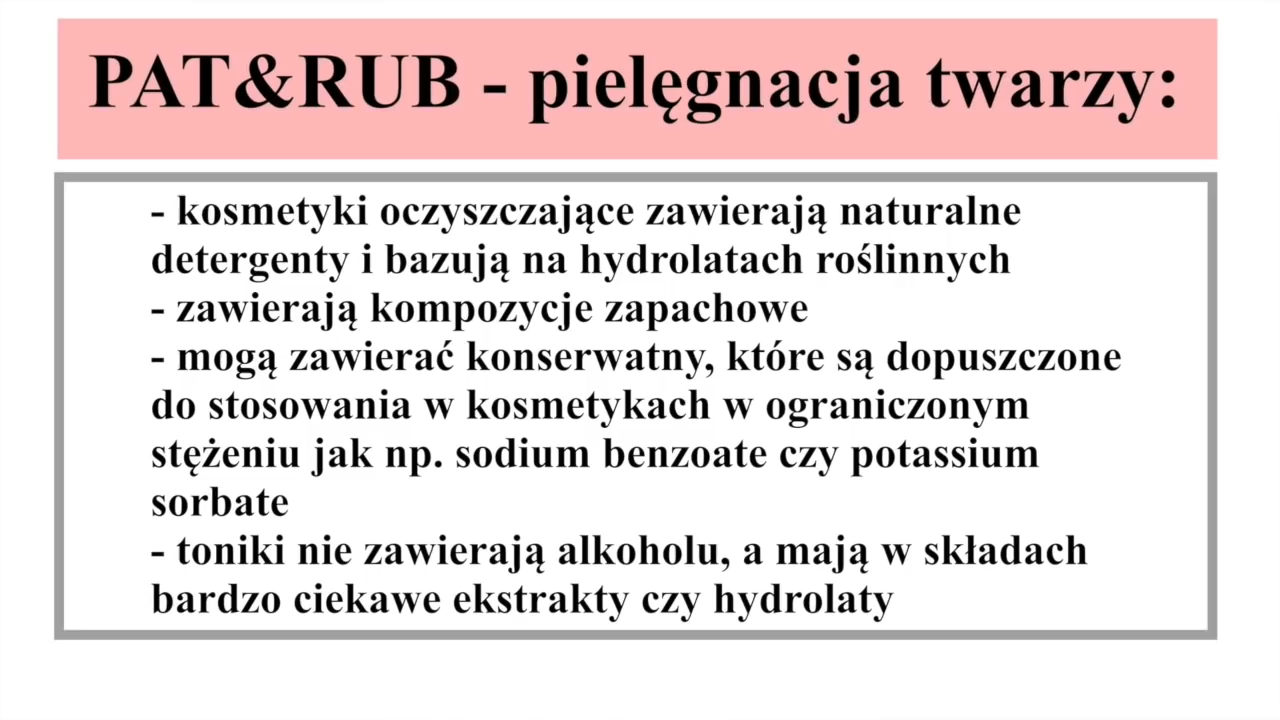 PAT&RUB - pielęgnacja twarzy:
- kosmetyki oczyszczające zawierają naturalne
detergenty i bazują na hydrolatach roślinnych
- zawierają kompozycje zapachowe
- mogą zawierać konserwatny, które są dopuszczone
do stosowania w kosmetykach w ograniczonym
stężeniu jak np. sodium benzoate czy potassium
sorbate
- toniki nie zawierają alkoholu, a mają w składach
bardzo ciekawe ekstrakty czy hydrolaty